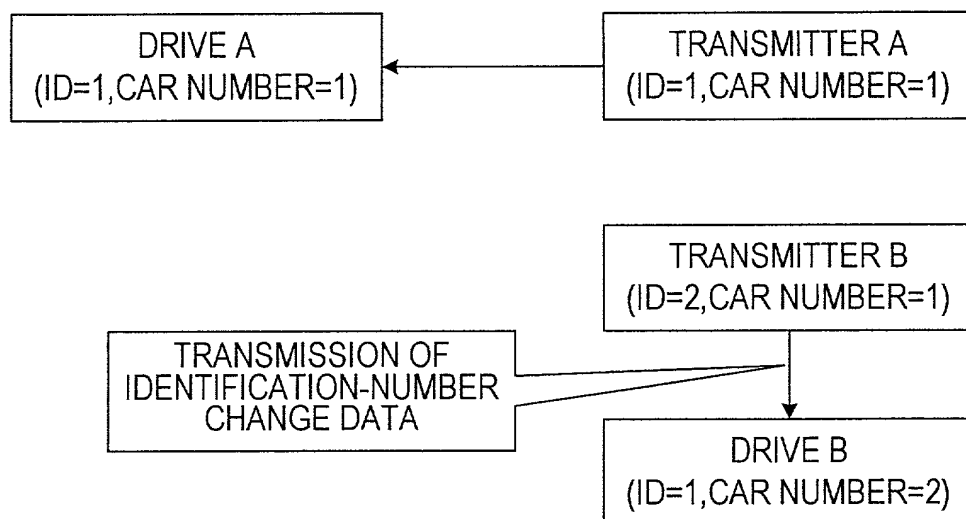 DRIVE A
(ID=1,CAR NUMBER=1)
TRANSMITTER A
(ID=1,CAR NUMBER=1)
TRANSMITTER B
(ID=2,CAR NUMBER=1)
TRANSMISSION OF
IDENTIFICATION-NUMBER
CHANGE DATA
DRIVE B
(ID=1,CAR NUMBER=2)